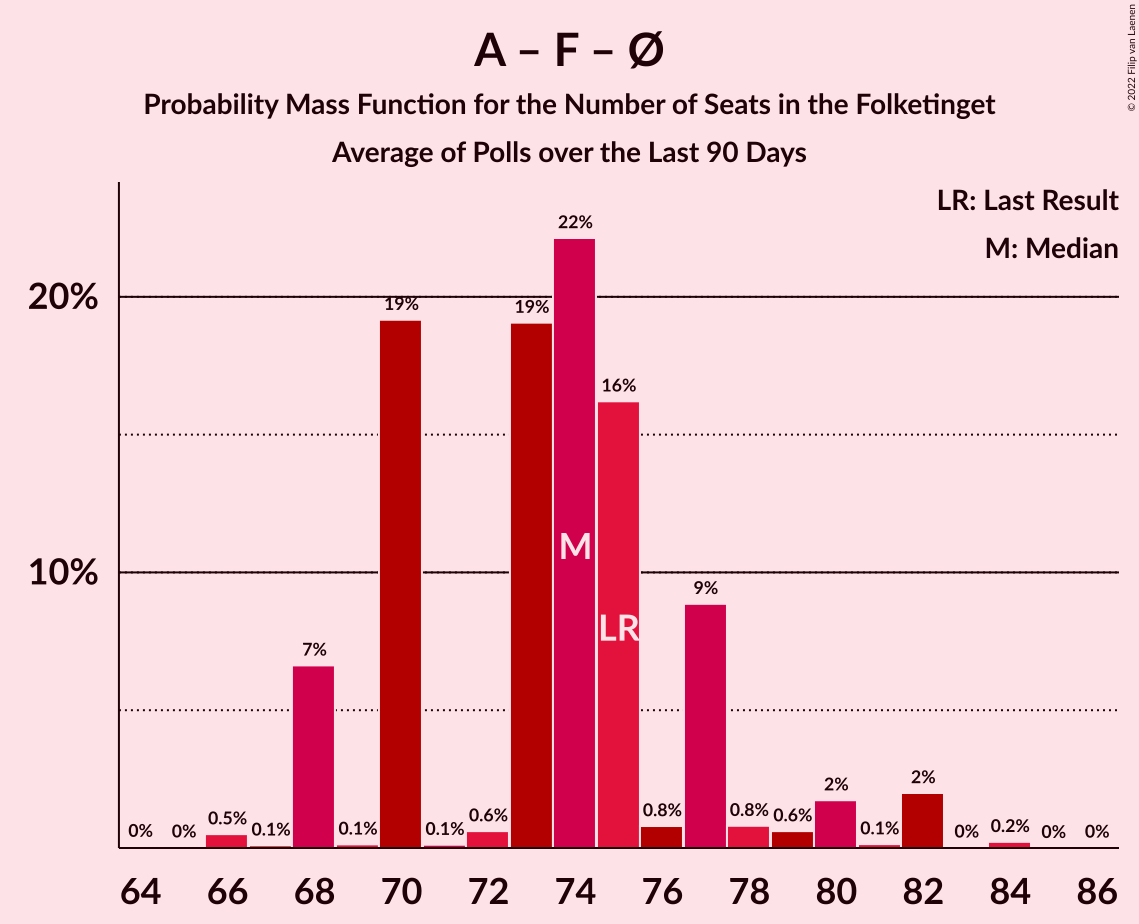 A – F – Ø
Probability Mass Function for the Number of Seats in the Folketinget
Average of Polls over the Last 90 Days
© 2022 Filip van Laenen
LR: Last Result
M: Median
20%
10%
0%
0%
0.5%
0.1%
7%
0.1%
19%
0.1%
0.6%
19%
22%
16%
0.8%
9%
0.8%
0.6%
2%
0.1%
2%
0%
0.2%
0%
0%
M
LR
64 66 68 70 72 74 76 78 80 82 84 86